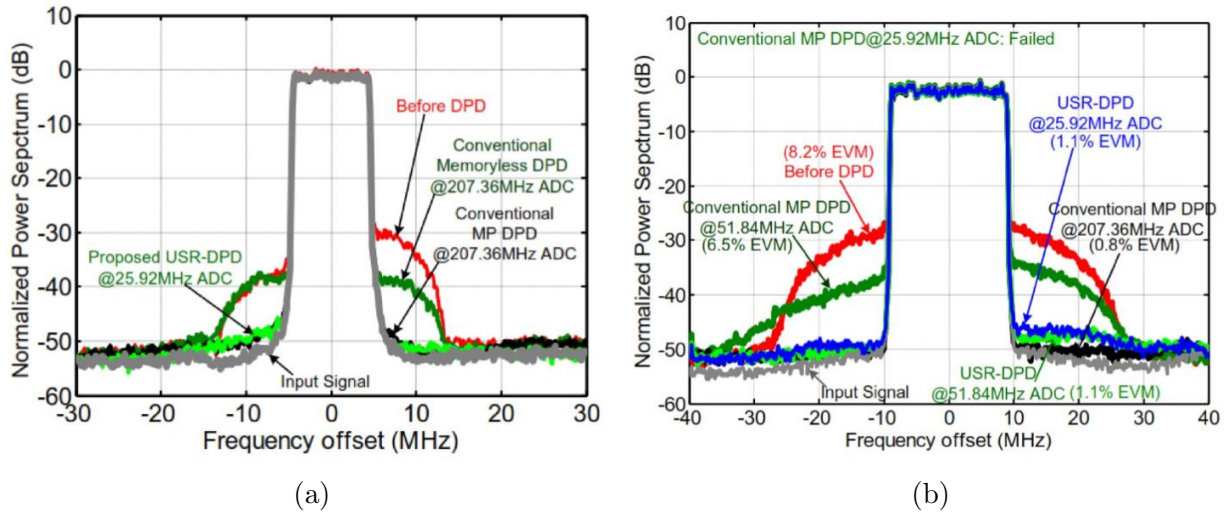 10
0
-10
-20
-30
-40
-50
-60
-30
-20
-10
0
10
20
30
Normalized Power Sepctrum (dB)
Frequency offset (MHz)
Before DPD
Conventional
Memoryless DPD
@207.36MHz ADC
Conventional
MP DPD
@207.36MHz ADC
Proposed USR-DPD
@25.92MHz ADC
Input Signal
(a)
10
0
-10
-20
-30
-40
-50
-60
-40
-30
-20
-10
0
10
20
30
40
Normalized Power Sepctrum (dB)
Frequency offset (MHz)
Conventional MP DPD@25.92MHz ADC: Failed
USR-DPD
@25.92MHz ADC
(1.1% EVM)
(8.2% EVM)
Before DPD
Conventional MP DPD
@51.84MHz ADC
(6.5% EVM)
Conventional MP DPD
@207.36MHz ADC
(0.8% EVM)
USR-DPD
@51.84MHz ADC (1.1% EVM)
Input Signal
(b)